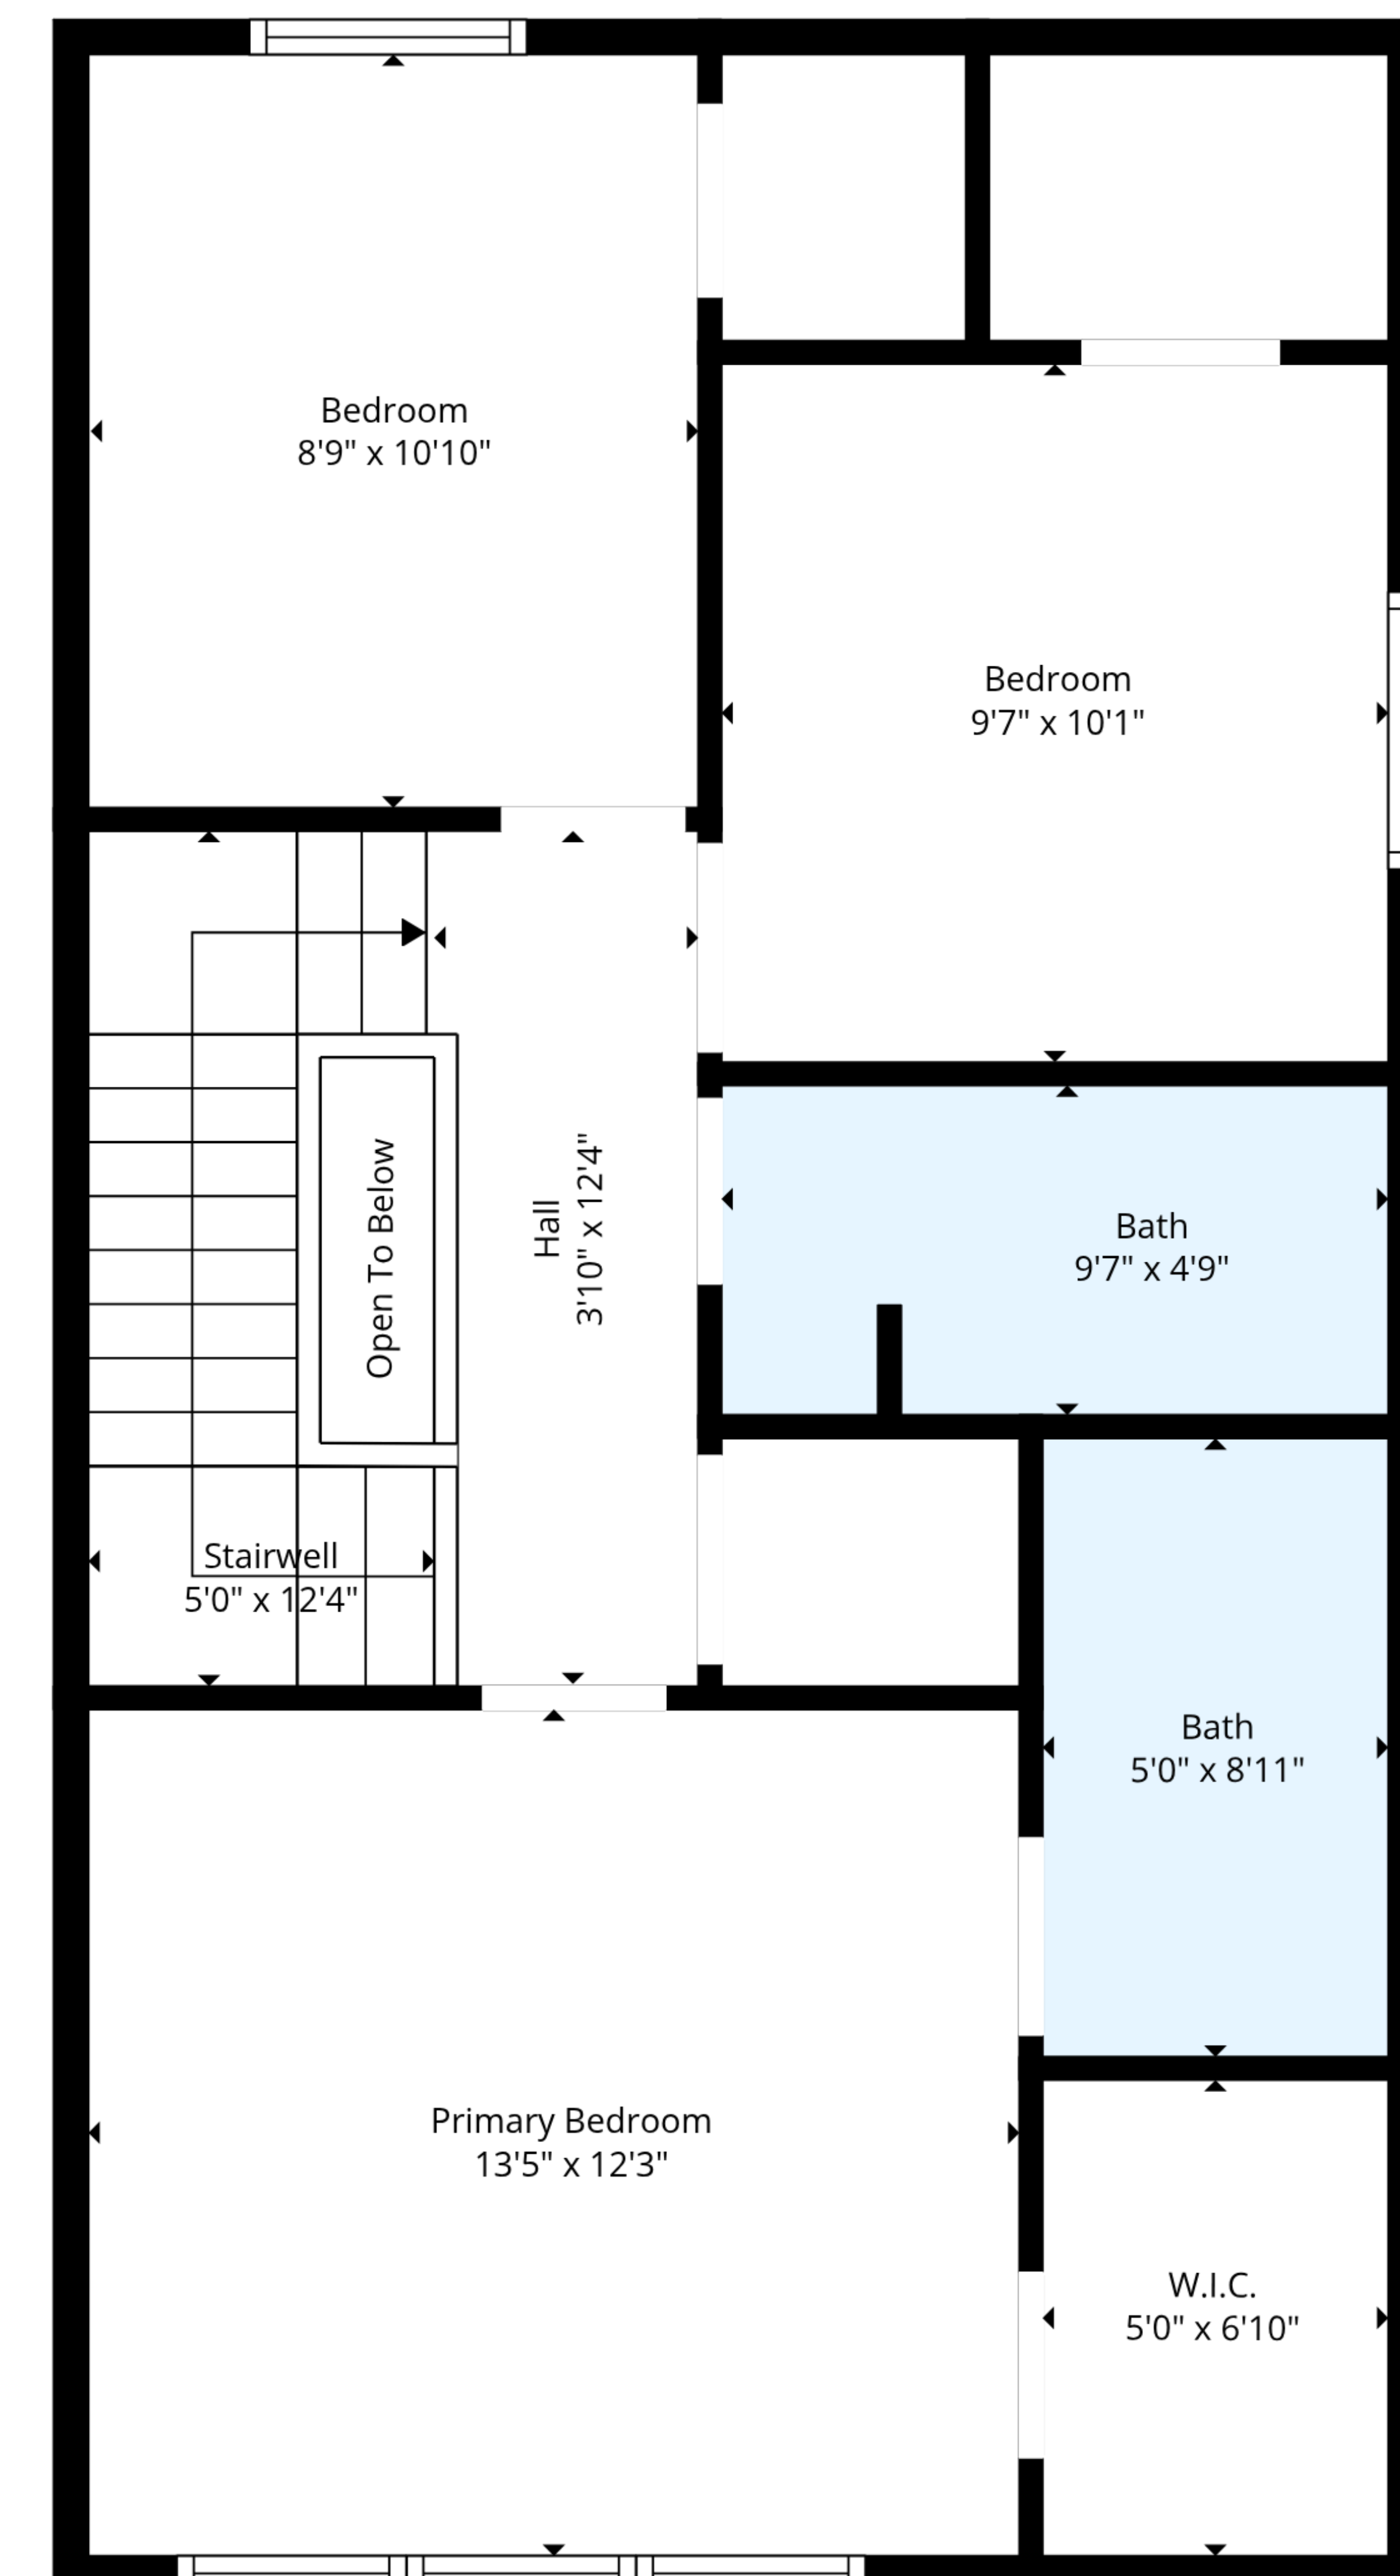 Bedroom
8'9" x 10'10"
Bedroom
9'7" x 10'1"
Open To Below
Hall
3'10" x 12'4"
Bath
9'7" x 4'9"
Stairwell
5'0" x 12'4"
Bath
5'0" x 8'11"
Primary Bedroom
13'5" x 12'3"
W.I.C.
5'0" x 6'10"